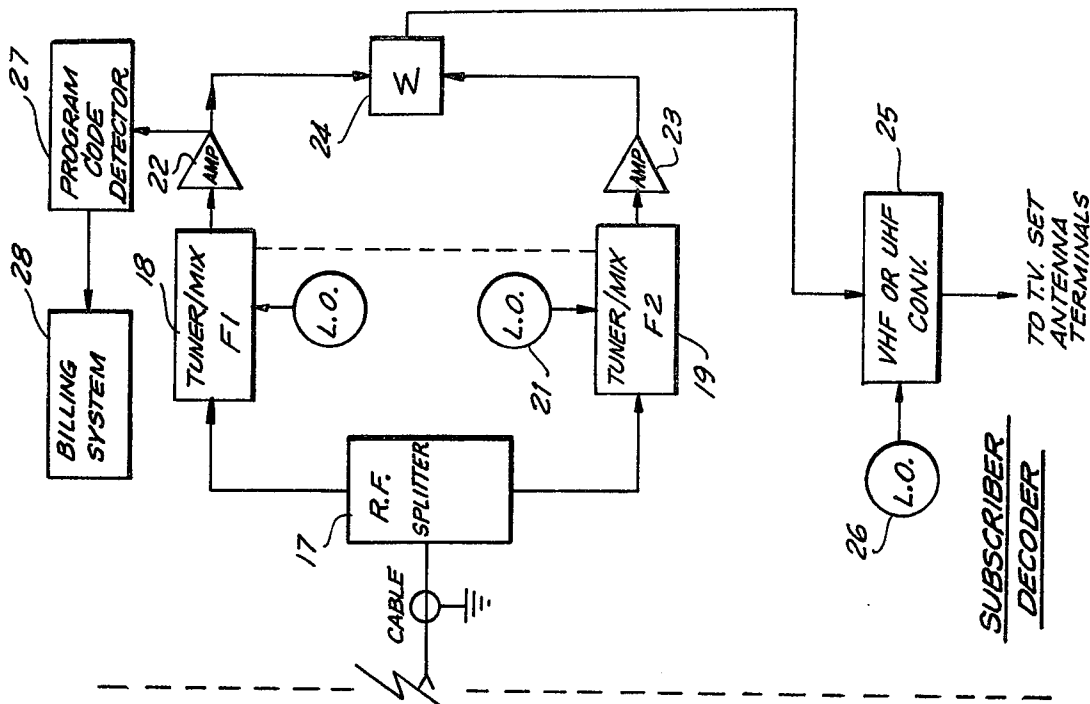 28
BILLING
SYSTEM
27
PROGRAM
CODE
DETECTOR
18
TUNER/MIX
F1
22
AMP
L.O.
CABLE
17
R.F.
SPLITTER
24
W
21
L.O.
TUNER/MIX
F2
19
AMP
23
26
L.O.
VHF OR UHF
CONV.
25
SUBSCRIBER
DECODER
TO T.V. SET
ANTENNA
TERMINALS